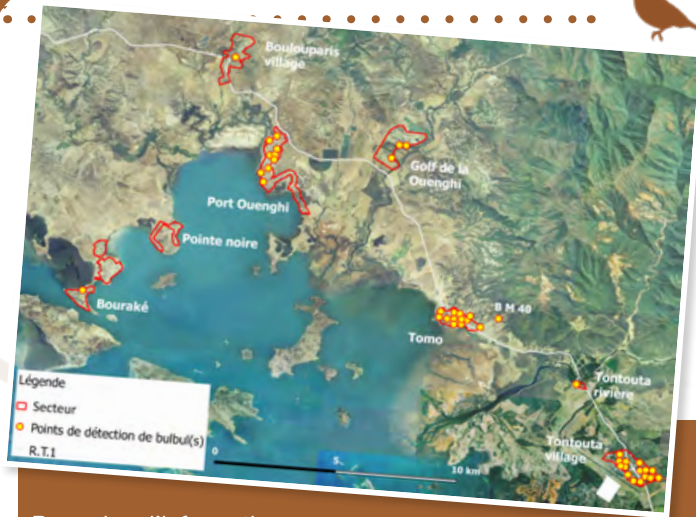 Boulouparis
village
Golf de la
Ouenghi
Port Ouenghi
Pointe noire
Bouraké
B M 40
Tomo
Tontouta
rivière
Tontouta
village
Légende
Secteur
Points de détection de bulbul(s)
R.T.1
0
5
10 km